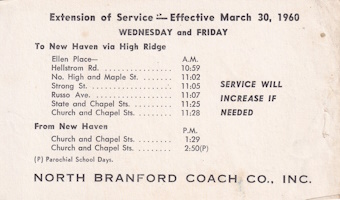 Extension of Service — Effective March 30, 1960
WEDNESDAY and FRIDAY
To New Haven via High Ridge
Ellen Place— A.M.
Hellstrom Rd. 10:59
No. High and Maple St. 11:02
Strong St. 11:05
Russo Ave. 11:07
State and Chapel Sts. 11:25
Church and Chapel Sts. 11:28
SERVICE WILL
INCREASE IF
NEEDED
From New Haven
P.M.
Church and Chapel Sts. 1:29
Church and Chapel Sts. 2:50(P)
(P) Parochial School Days.
NORTH BRANFORD COACH CO., INC.